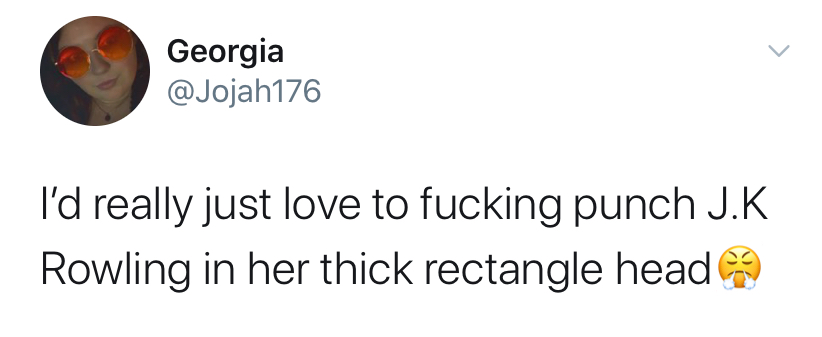 Georgia
@Jojah176
I'd really just love to fucking punch J.K
Rowling in her thick rectangle head😤